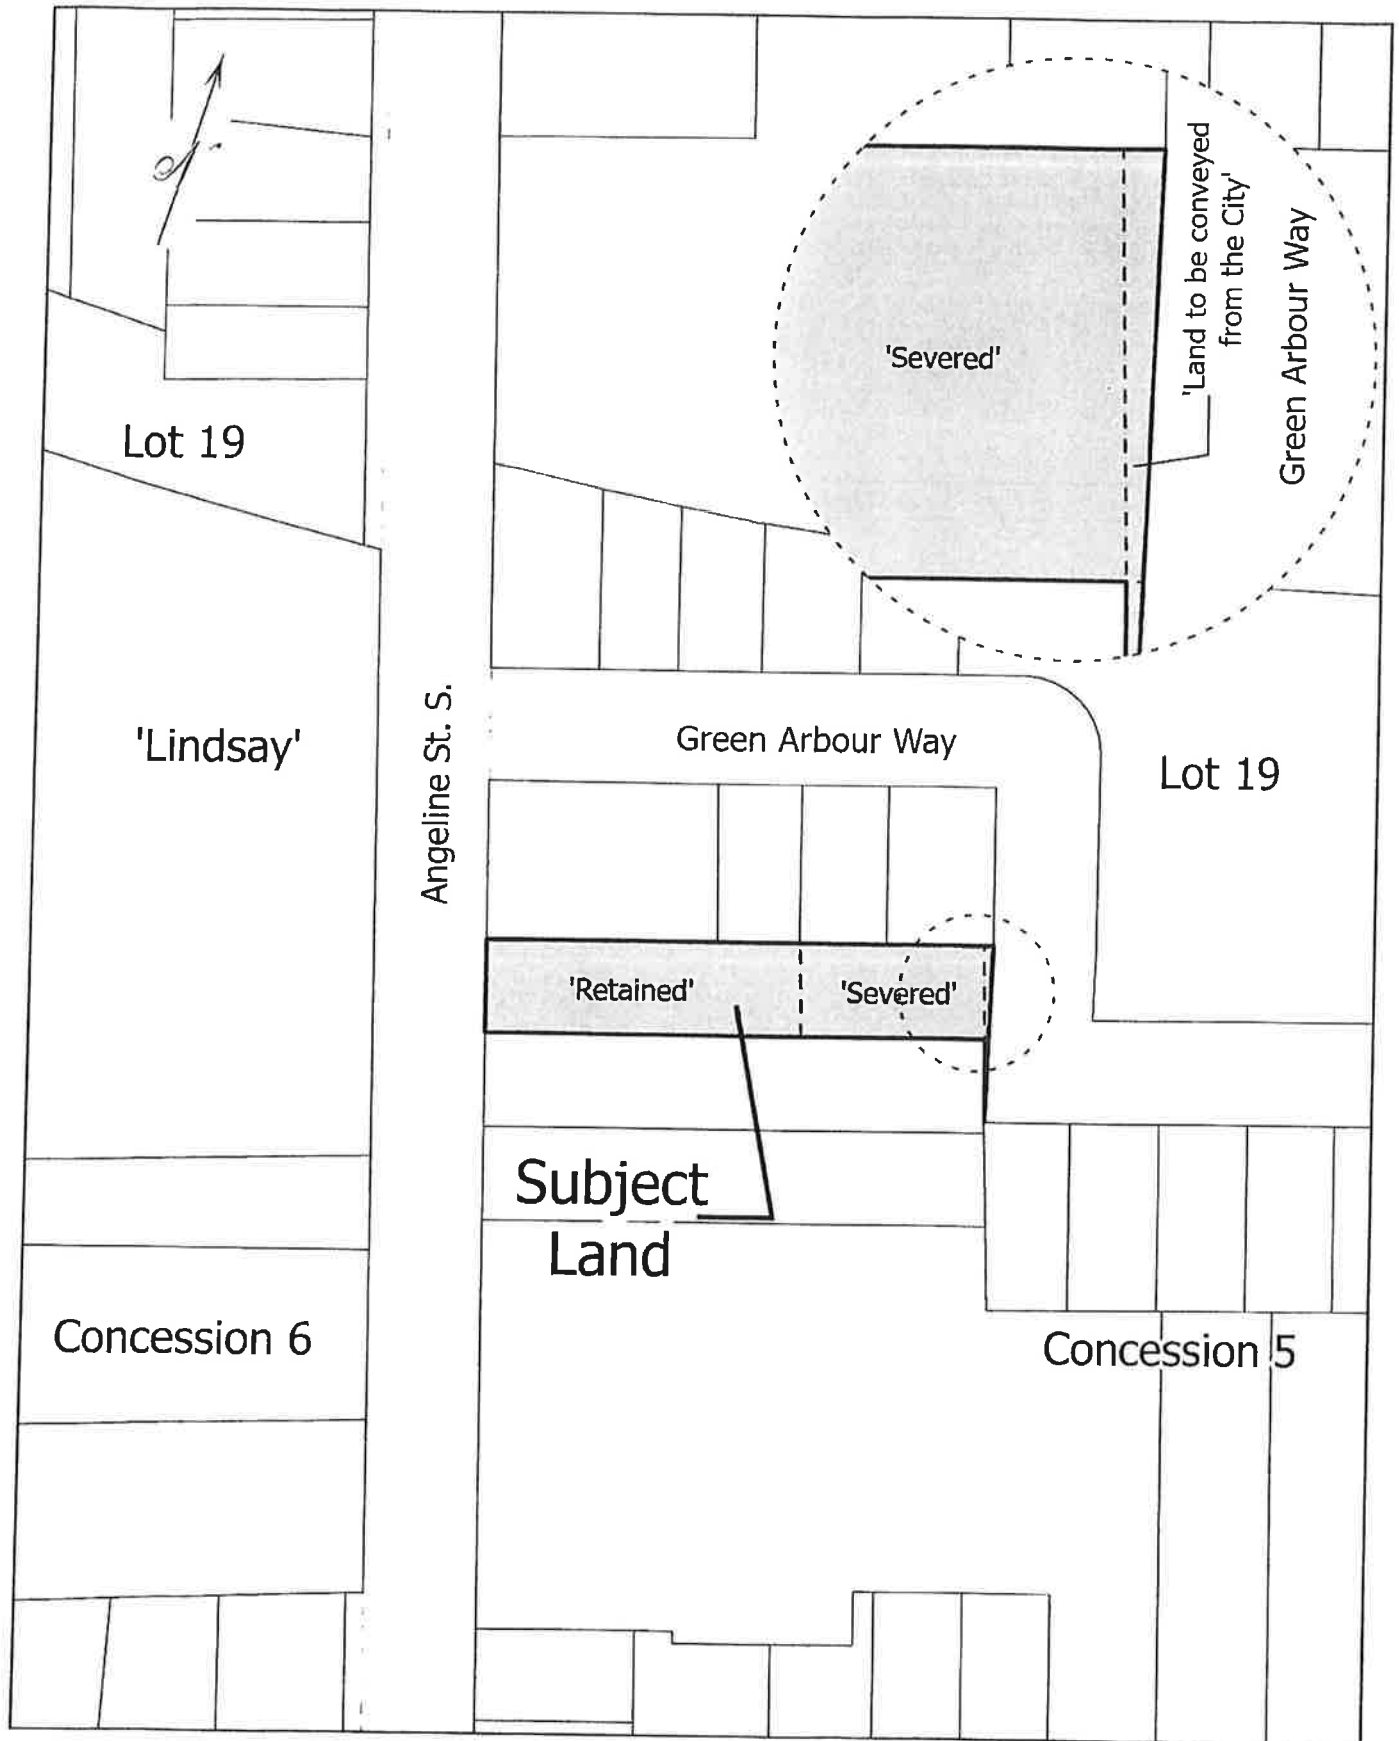 'Land to be conveyed
from the City'
Green Arbour Way
'Severed'
Lot 19
'Lindsay'
Angeline St. S.
Green Arbour Way
Lot 19
'Retained'
'Severed'
Subject
Land
Concession 6
Concession 5